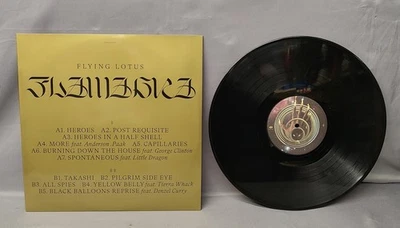 FLYING LOTUS
FLAMAGRA
A1. HEROES A2. POST REQUISITE
A3. HEROES IN A HALF SHELL
A4. MORE feat Anderson .Paak A5. CAPILLARIES
A6. BURNING DOWN THE HOUSE feat George Clinton
A7. SPONTANEOUS feat Little Dragon
B1. TAKASHI B2. PILGRIM SIDE EYE
B3. ALL SPIES B4. YELLOW BELLY feat Tierra Whack
B5. BLACK BALLOONS REPRISE feat Denzel Curry